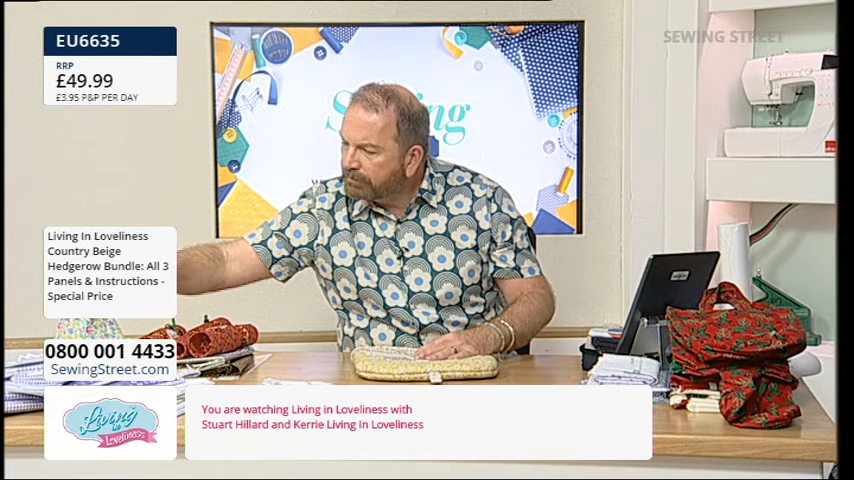 EU6635
RRP
£49.99
£3.95 P&P PER DAY
SEWING STREET
Living In Loveliness
Country Beige
Hedgerow Bundle: All 3
Panels & Instructions -
Special Price
0800 001 4433
SewingStreet.com
Living
in
Loveliness
You are watching Living in Loveliness with
Stuart Hillard and Kerrie Living In Loveliness